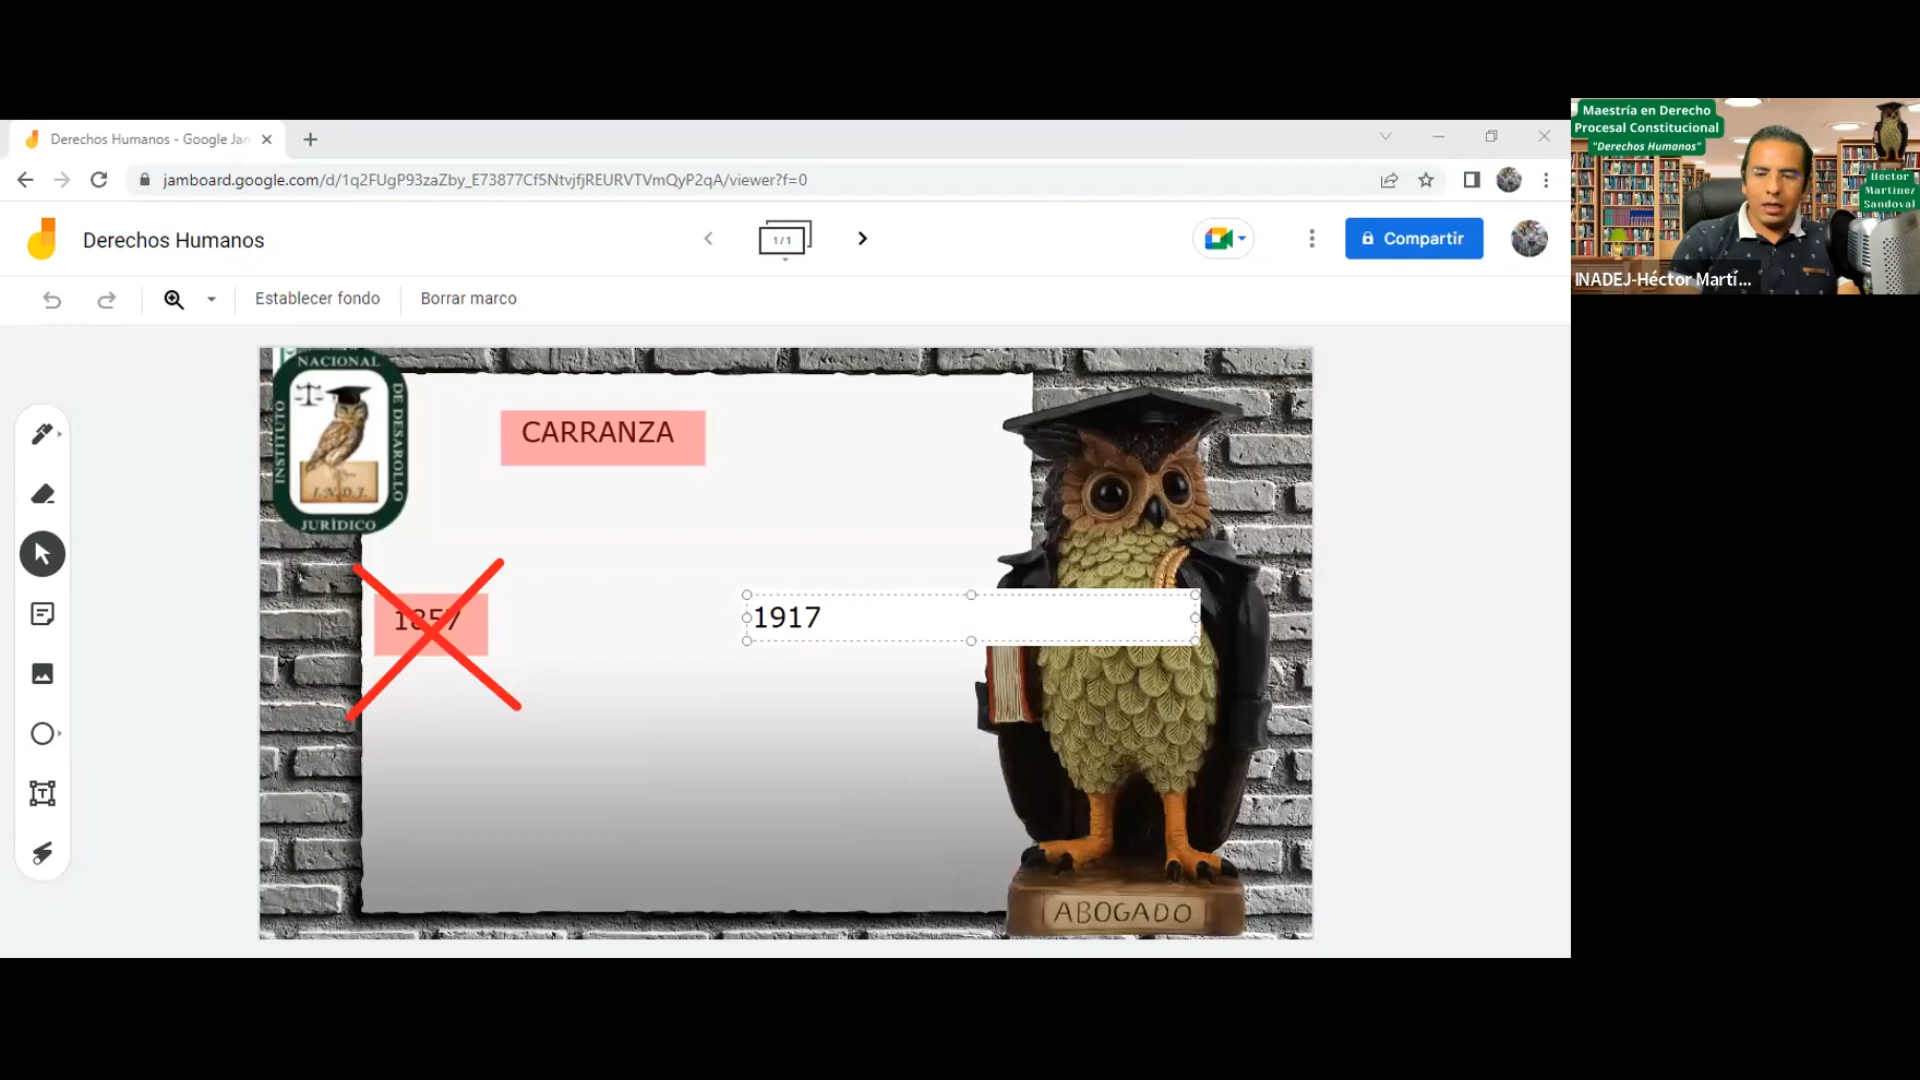 Derechos Humanos - Google Jam
jamboard.google.com/d/1q2FUgP93zaZby_E73877Cf5NtvjfjREURVTVmQyP2qA/viewer?f=0
Derechos Humanos
1/1
Compartir
Establecer fondo
Borrar marco
INSTITUTO
NACIONAL
DE DESAROLLO
JURÍDICO
I.N.D.J.
CARRANZA
1857
1917
ABOGADO
Maestría en Derecho
Procesal Constitucional
"Derechos Humanos"
Héctor
Martínez
Sandoval
INADEJ-Héctor Martí...